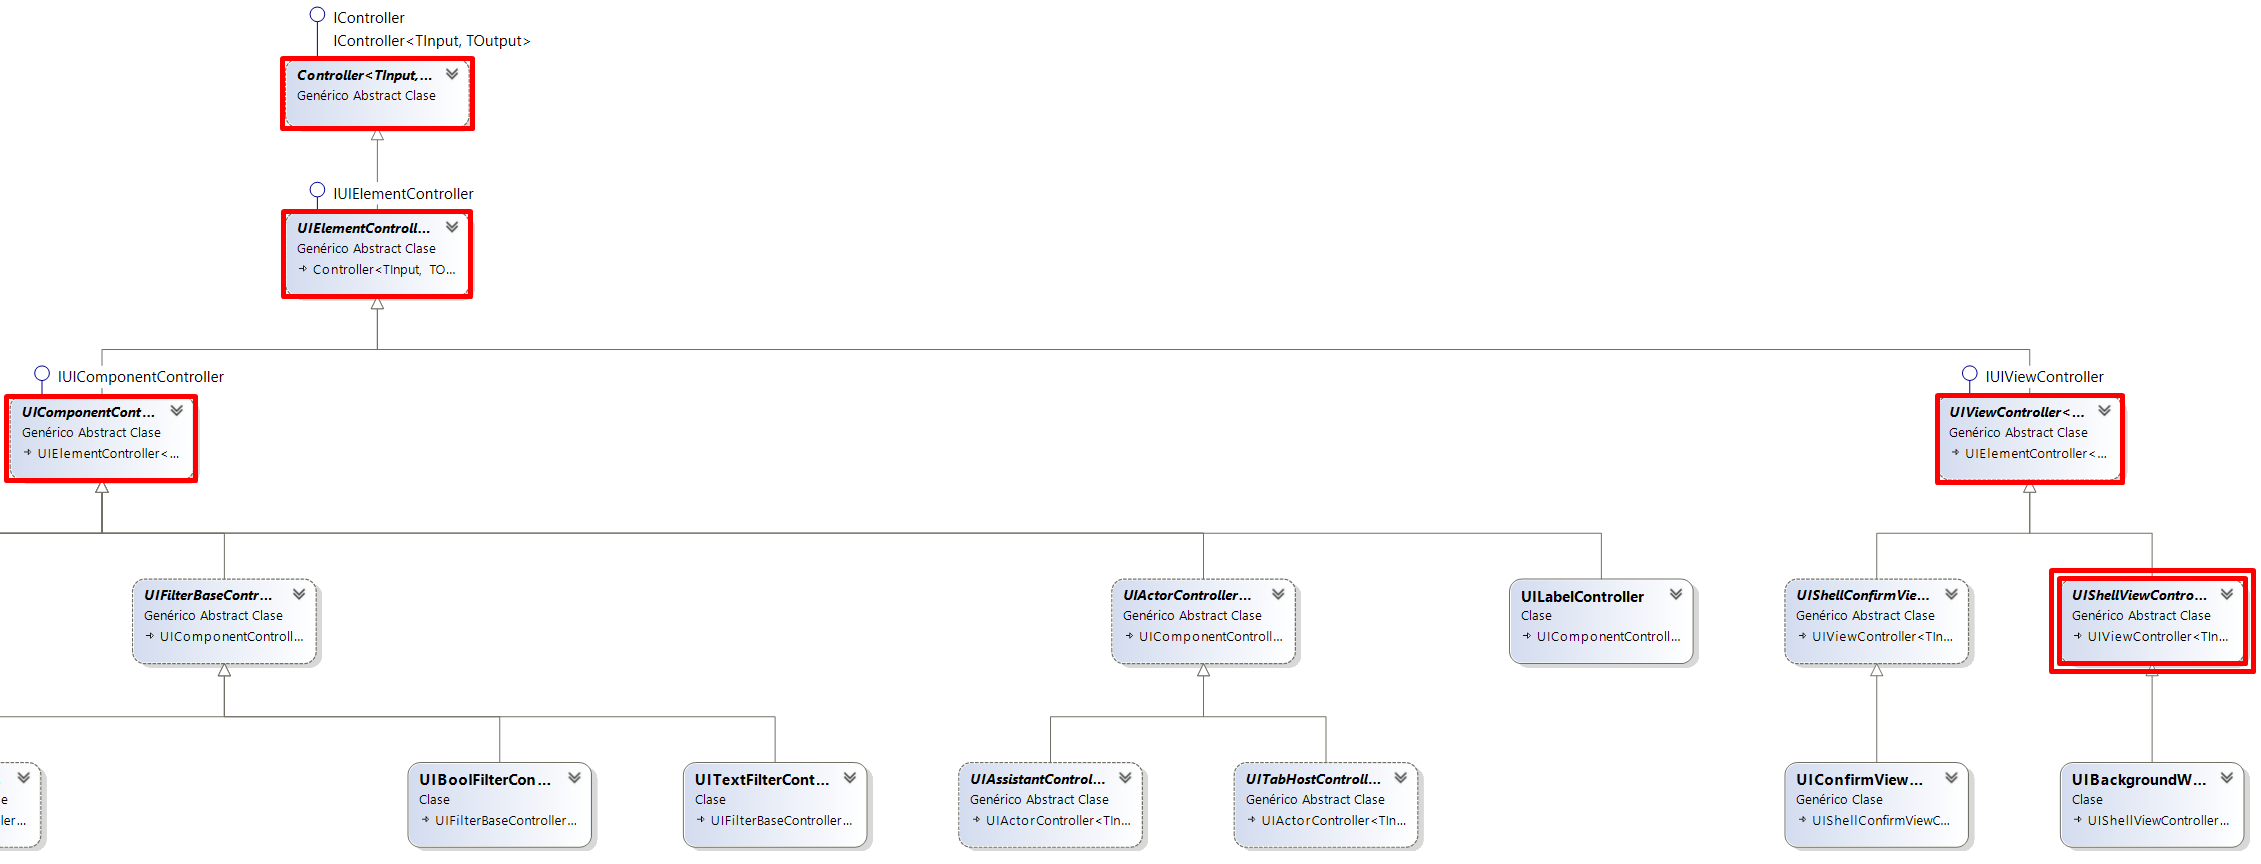 IController
IController<TInput, TOutput>
Controller<TInput,...
Genérico Abstract Clase
IUIElementController
UIElementControll...
Genérico Abstract Clase
Controller<TInput, TO...
IUIComponentController
UIComponentCont...
Genérico Abstract Clase
UIElementController<...
IUIViewController
UIViewController<...
Genérico Abstract Clase
UIElementController<...
UIFilterBaseContr...
Genérico Abstract Clase
UIComponentControll...
UIActorController...
Genérico Abstract Clase
UIComponentControll...
UILabelController
Clase
UIComponentControll...
UIShellConfirmVie...
Genérico Abstract Clase
UIViewController<TIn...
UIShellViewContro...
Genérico Abstract Clase
UIViewController<TIn...
UIBoolFilterCon...
Clase
UIFilterBaseController...
UITextFilterCont...
Clase
UIFilterBaseController...
UIAssistantControl...
Genérico Abstract Clase
UIActorController<TIn...
UITabHostControll...
Genérico Abstract Clase
UIActorController<TIn...
UIConfirmView...
Genérico Clase
UIShellConfirmViewC...
UIBackgroundW...
Clase
UIShellViewController...